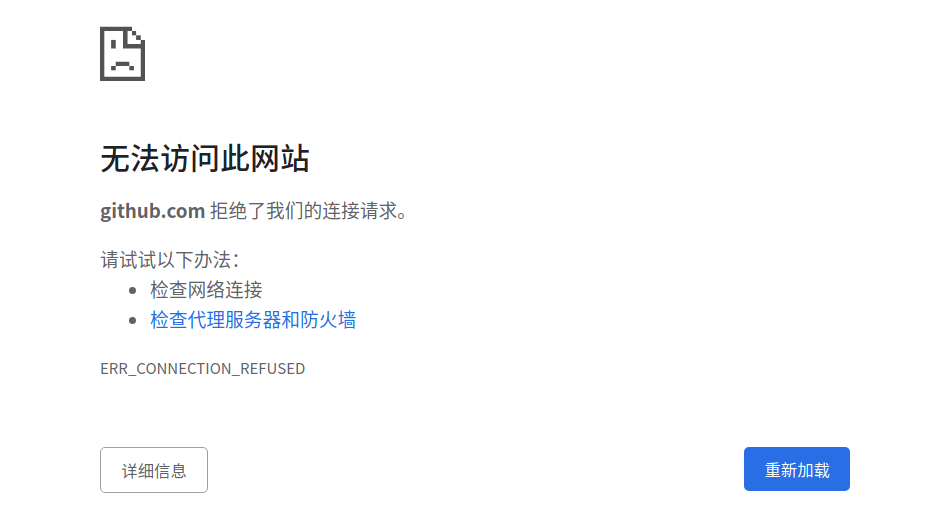 无法访问此网站
github.com 拒绝了我们的连接请求。
请试试以下办法：
检查网络连接
检查代理服务器和防火墙
ERR_CONNECTION_REFUSED
详细信息
重新加载